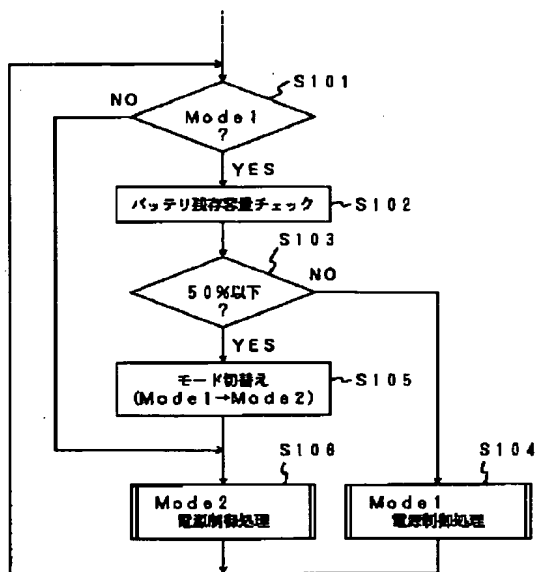 S101
NO
Mode1
?
YES
バッテリ残存容量チェック
S102
S103
NO
50%以下
?
YES
モード切替え
(Mode1→Mode2)
S105
S106
S104
Mode2
電源制御処理
Mode1
電源制御処理